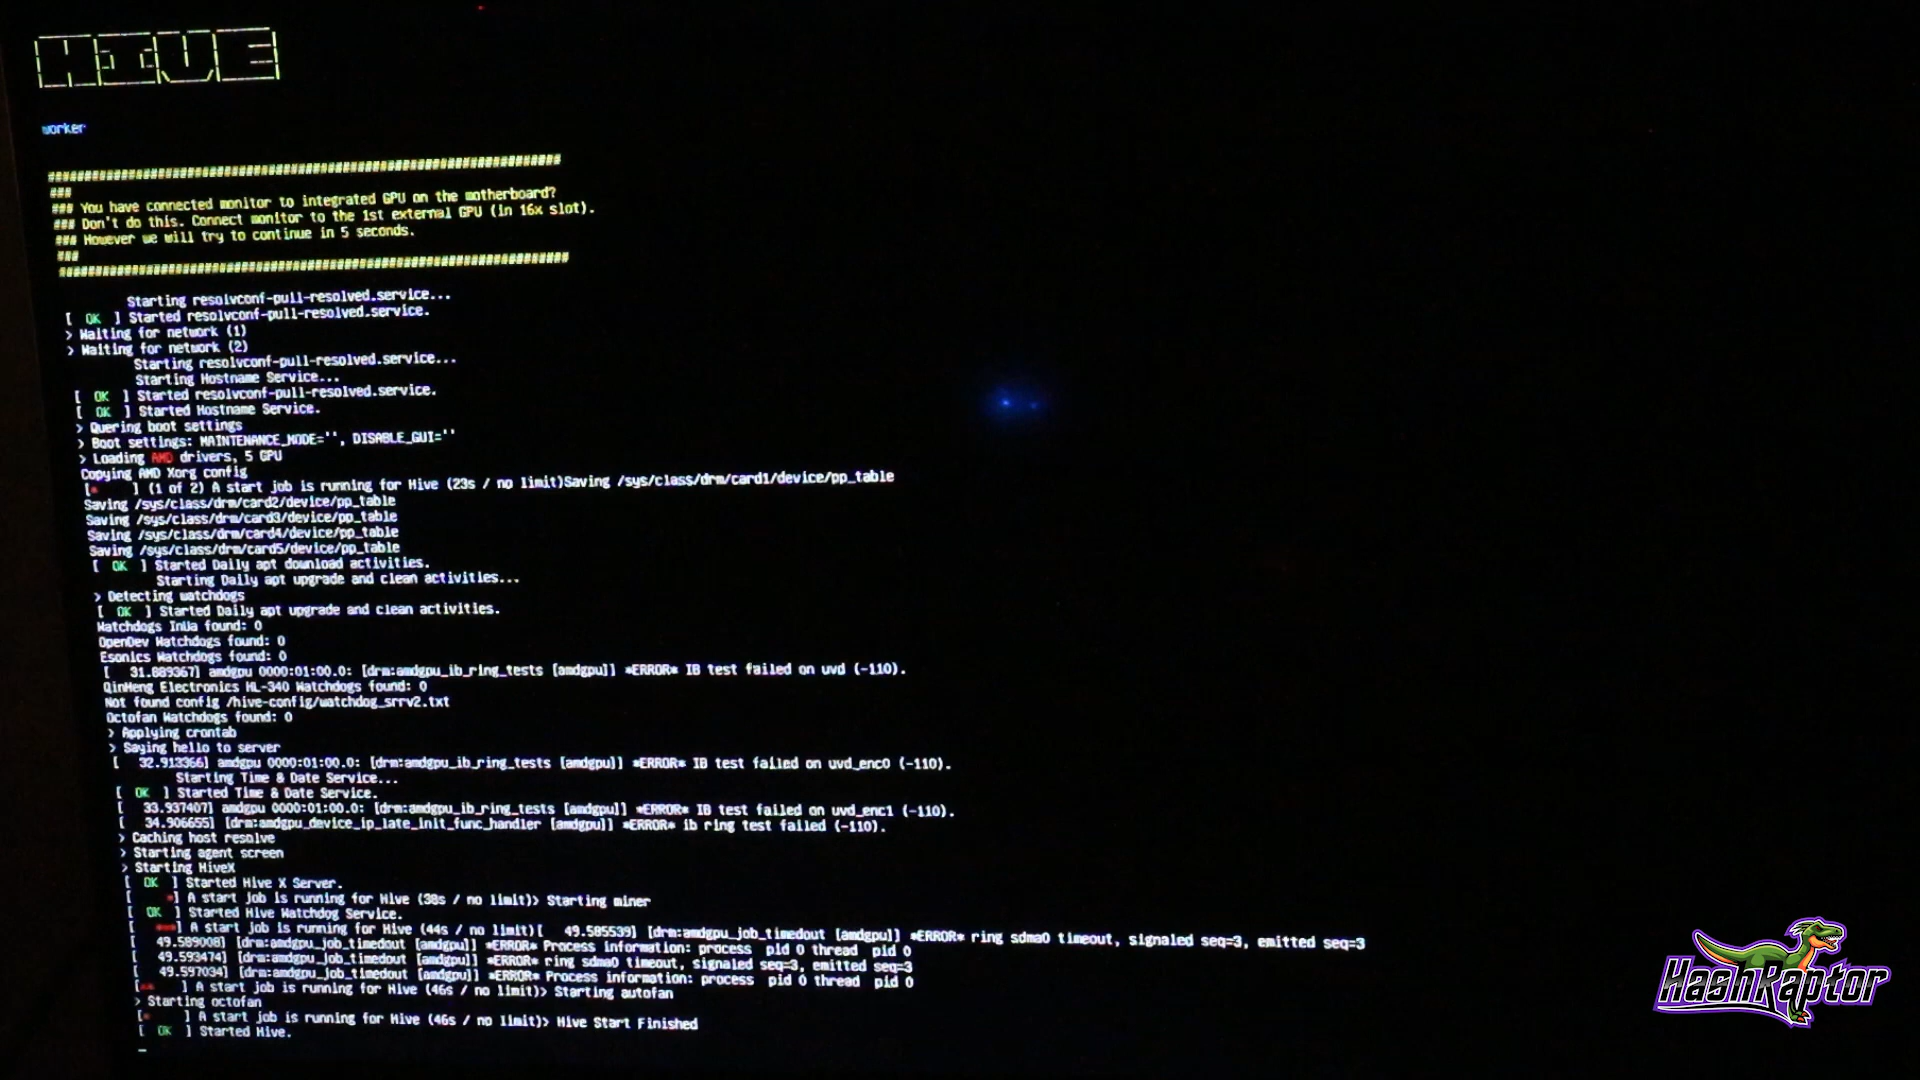 HIVE
worker
##############################################################################
###
### You have connected monitor to integrated GPU on the motherboard?
### Don't do this. Connect monitor to the 1st external GPU (in 16x slot).
### However we will try to continue in 5 seconds.
###
##############################################################################
Starting resolvconf-pull-resolved.service...
[ OK ] Started resolvconf-pull-resolved.service.
> Waiting for network (1)
> Waiting for network (2)
Starting resolvconf-pull-resolved.service...
Starting Hostname Service...
[ OK ] Started resolvconf-pull-resolved.service.
[ OK ] Started Hostname Service.
> Quering boot settings
> Boot settings: MAINTENANCE_MODE='', DISABLE_GUI=''
> Loading AMD drivers, 5 GPU
Copying AMD Xorg config
[* ] (1 of 2) A start job is running for Hive (23s / no limit)Saving /sys/class/drm/card1/device/pp_table
Saving /sys/class/drm/card2/device/pp_table
Saving /sys/class/drm/card3/device/pp_table
Saving /sys/class/drm/card4/device/pp_table
Saving /sys/class/drm/card5/device/pp_table
[ OK ] Started Daily apt download activities.
Starting Daily apt upgrade and clean activities...
> Detecting watchdogs
[ OK ] Started Daily apt upgrade and clean activities.
Watchdogs InUa found: 0
OpenDev Watchdogs found: 0
Esonics Watchdogs found: 0
[ 31.889367] amdgpu 0000:01:00.0: [drm:amdgpu_ib_ring_tests [amdgpu]] *ERROR* IB test failed on uvd (-110).
QinHeng Electronics HL-340 Watchdogs found: 0
Not found config /hive-config/watchdog_srrv2.txt
Octofan Watchdogs found: 0
> Applying crontab
> Saying hello to server
[ 32.913366] amdgpu 0000:01:00.0: [drm:amdgpu_ib_ring_tests [amdgpu]] *ERROR* IB test failed on uvd_enc0 (-110).
Starting Time & Date Service...
[ OK ] Started Time & Date Service.
[ 33.937407] amdgpu 0000:01:00.0: [drm:amdgpu_ib_ring_tests [amdgpu]] *ERROR* IB test failed on uvd_enc1 (-110).
[ 34.906655] [drm:amdgpu_device_ip_late_init_func_handler [amdgpu]] *ERROR* ib ring test failed (-110).
> Caching host resolve
> Starting agent screen
> Starting HiveX
[ OK ] Started Hive X Server.
[ *] A start job is running for Hive (38s / no limit)> Starting miner
[ OK ] Started Hive Watchdog Service.
[ ***] A start job is running for Hive (44s / no limit)[ 49.585539] [drm:amdgpu_job_timedout [amdgpu]] *ERROR* ring sdma0 timeout, signaled seq=3, emitted seq=3
[ 49.589008] [drm:amdgpu_job_timedout [amdgpu]] *ERROR* Process information: process pid 0 thread pid 0
[ 49.593474] [drm:amdgpu_job_timedout [amdgpu]] *ERROR* ring sdma0 timeout, signaled seq=3, emitted seq=3
[ 49.597034] [drm:amdgpu_job_timedout [amdgpu]] *ERROR* Process information: process pid 0 thread pid 0
[** ] A start job is running for Hive (46s / no limit)> Starting autofan
> Starting octofan
[* ] A start job is running for Hive (46s / no limit)> Hive Start Finished
[ OK ] Started Hive.
_
HashRaptor